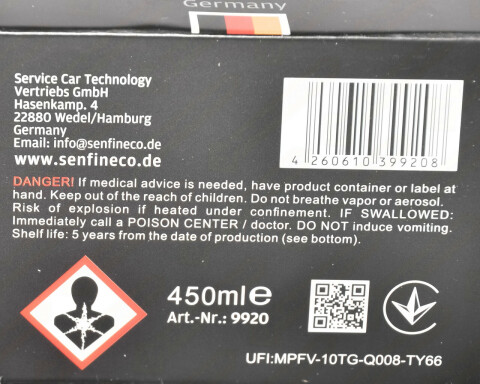 Germany
Service Car Technology
Vertriebs GmbH
Hasenkamp. 4
22880 Wedel/Hamburg
Germany
Email: info@senfineco.de
www.senfineco.de
4 260610 399208
DANGER! If medical advice is needed, have product container or label at
hand. Keep out of the reach of children. Do not breathe vapor or aerosol.
Risk of explosion if heated under confinement. IF SWALLOWED:
Immediately call a POISON CENTER / doctor. DO NOT induce vomiting.
Shelf life: 5 years from the date of production (see bottom).
450ml℮
Art.-Nr.: 9920
UFI:MPFV-10TG-Q008-TY66